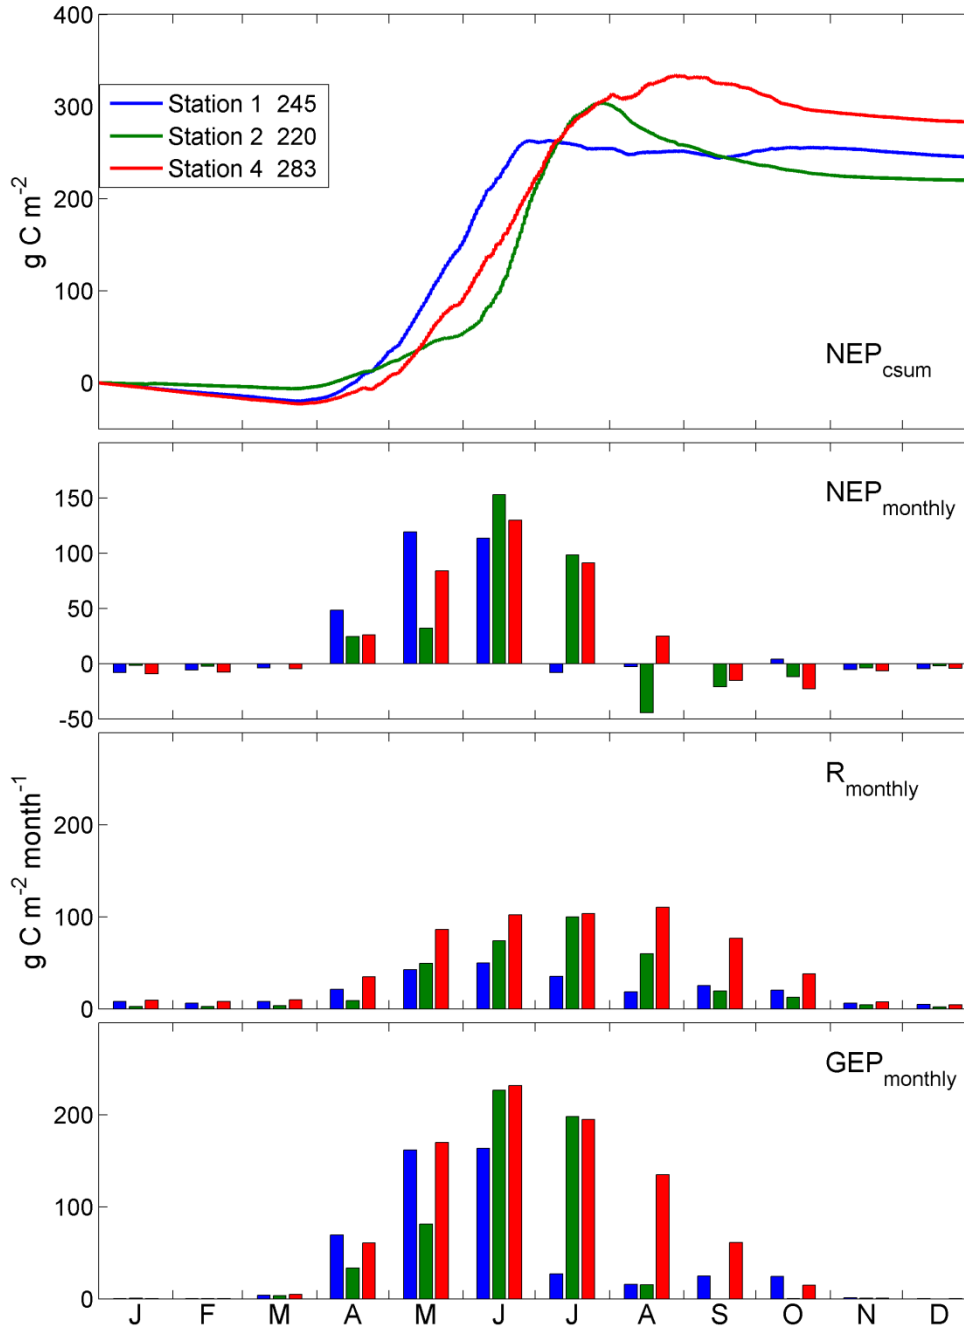 400
300
200
100
0
g C m-2
Station 1 245
Station 2 220
Station 4 283
NEPcsum
150
100
50
0
-50
NEPmonthly
200
100
0
Rmonthly
g C m-2 month-1
200
100
0
GEPmonthly
J F M A M J J A S O N D